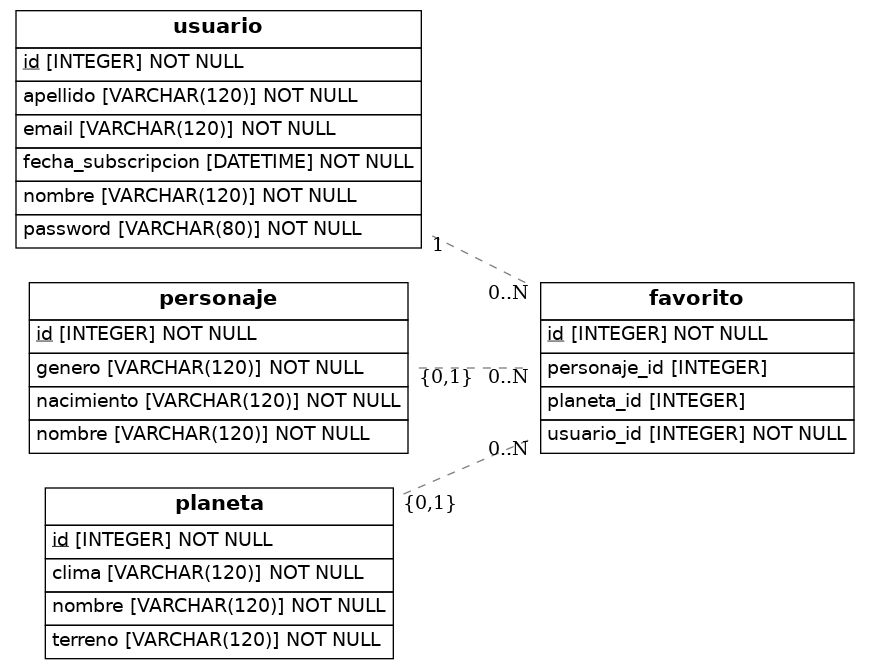 usuario
id [INTEGER] NOT NULL
apellido [VARCHAR(120)] NOT NULL
email [VARCHAR(120)] NOT NULL
fecha_subscripcion [DATETIME] NOT NULL
nombre [VARCHAR(120)] NOT NULL
password [VARCHAR(80)] NOT NULL
1
0..N
personaje
id [INTEGER] NOT NULL
genero [VARCHAR(120)] NOT NULL
nacimiento [VARCHAR(120)] NOT NULL
nombre [VARCHAR(120)] NOT NULL
{0,1}
0..N
favorito
id [INTEGER] NOT NULL
personaje_id [INTEGER]
planeta_id [INTEGER]
usuario_id [INTEGER] NOT NULL
0..N
{0,1}
planeta
id [INTEGER] NOT NULL
clima [VARCHAR(120)] NOT NULL
nombre [VARCHAR(120)] NOT NULL
terreno [VARCHAR(120)] NOT NULL